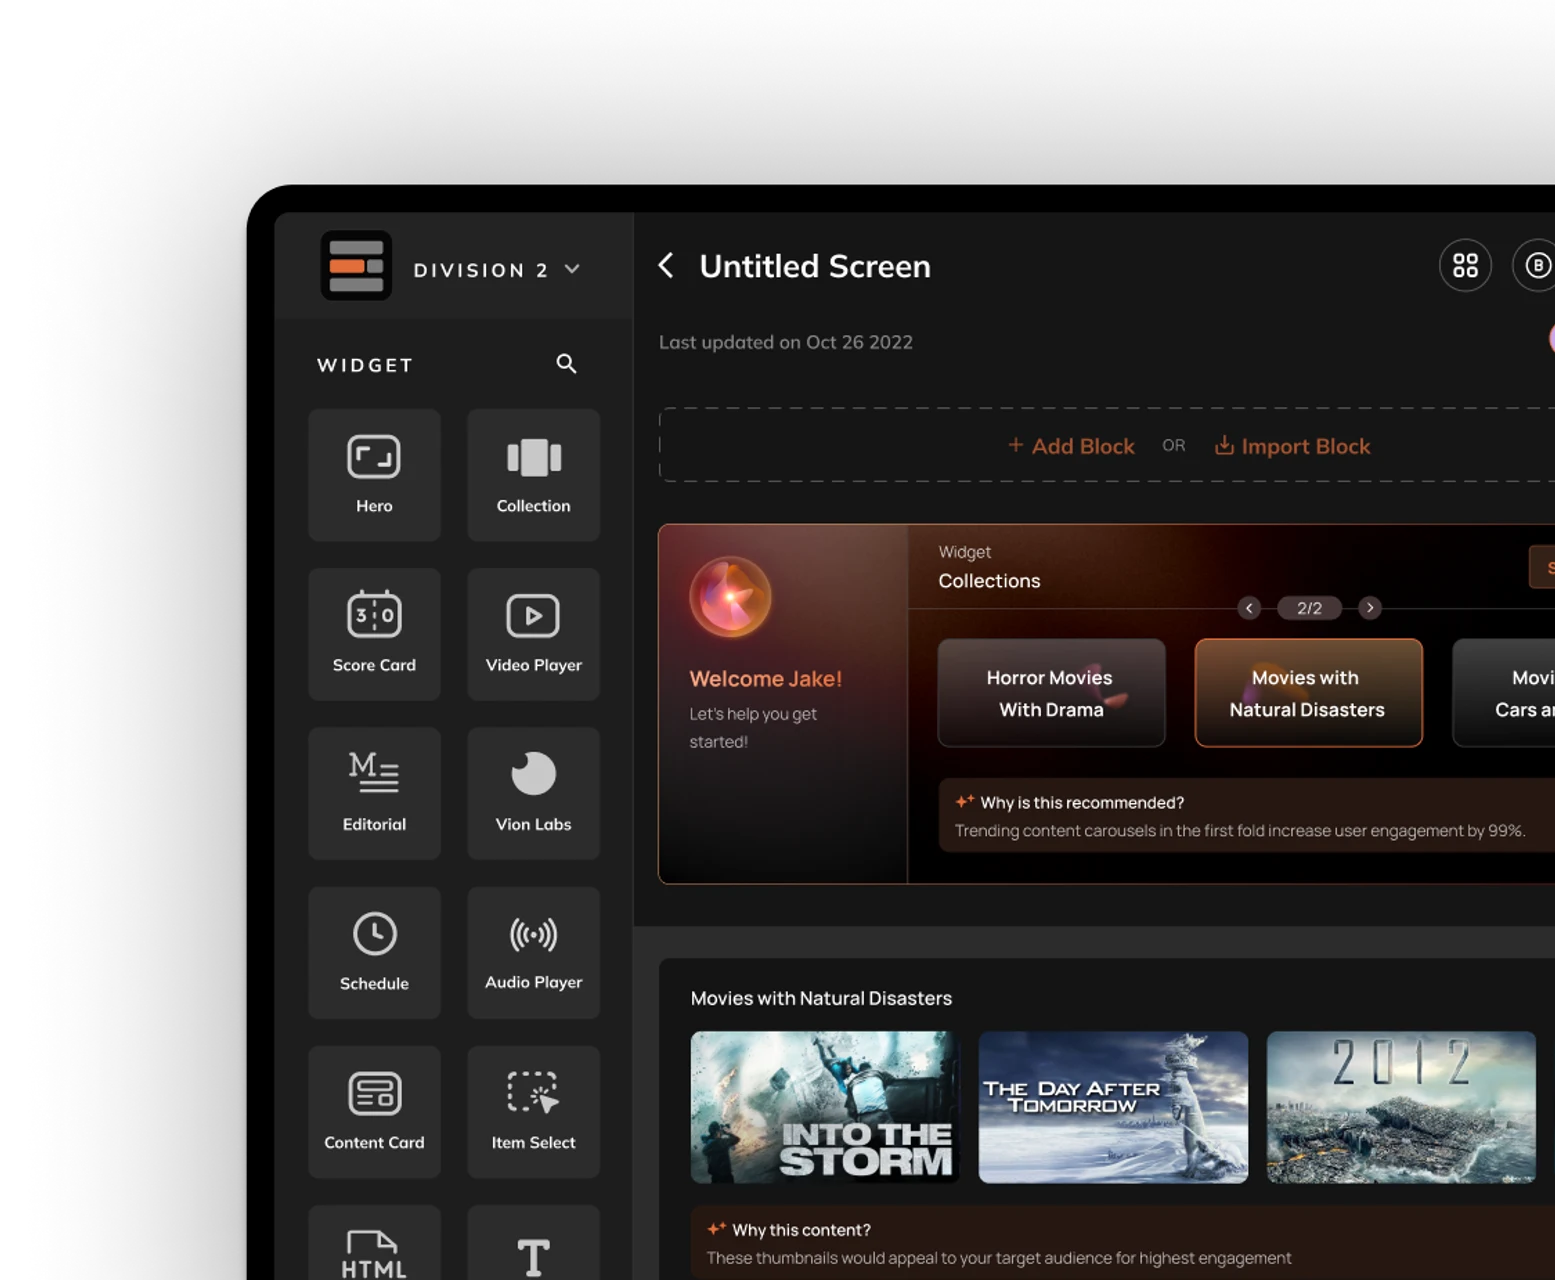 DIVISION 2
Untitled Screen
B
Last updated on Oct 26 2022
WIDGET
+ Add Block OR Import Block
Hero
Collection
Widget
Collections
S
2/2
3 0
Score Card
Video Player
Welcome Jake!
Let's help you get
started!
Horror Movies
With Drama
Movies with
Natural Disasters
Movi
Cars a
M
Editorial
Vion Labs
Why is this recommended?
Trending content carousels in the first fold increase user engagement by 99%.
Schedule
Audio Player
Movies with Natural Disasters
INTO THE
STORM
THE DAY AFTER
TOMORROW
2012
Content Card
Item Select
HTML
T
Why this content?
These thumbnails would appeal to your target audience for highest engagement